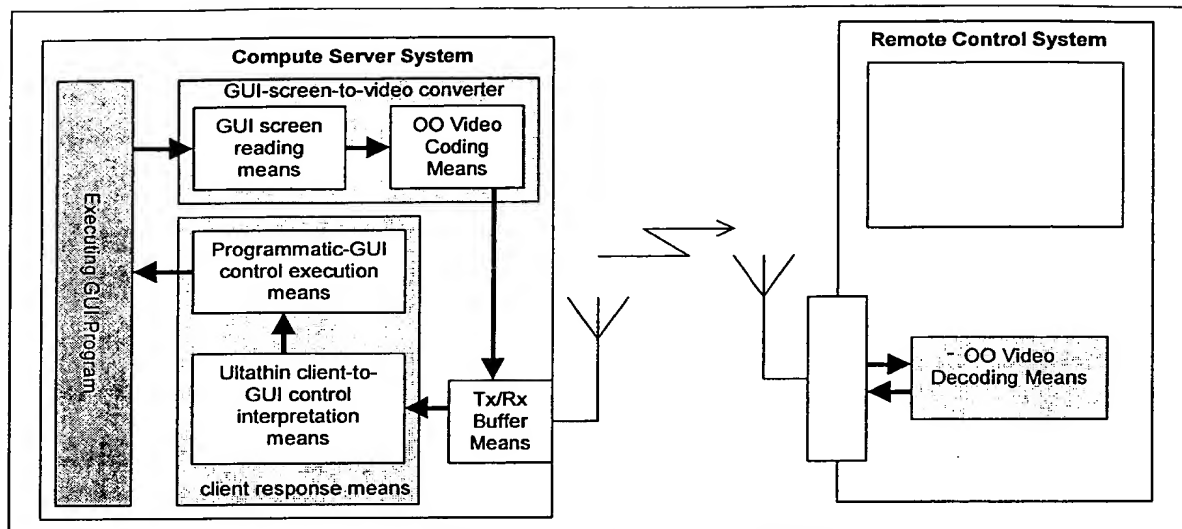 Compute Server System
GUI-screen-to-video converter
GUI screen
reading
means
OO Video
Coding
Means
Executing GUI Program
Programmatic-GUI
control execution
means
Ultathin client-to-
GUI control
interpretation
means
client response means
Tx/Rx
Buffer
Means
Remote Control System
OO Video
Decoding Means